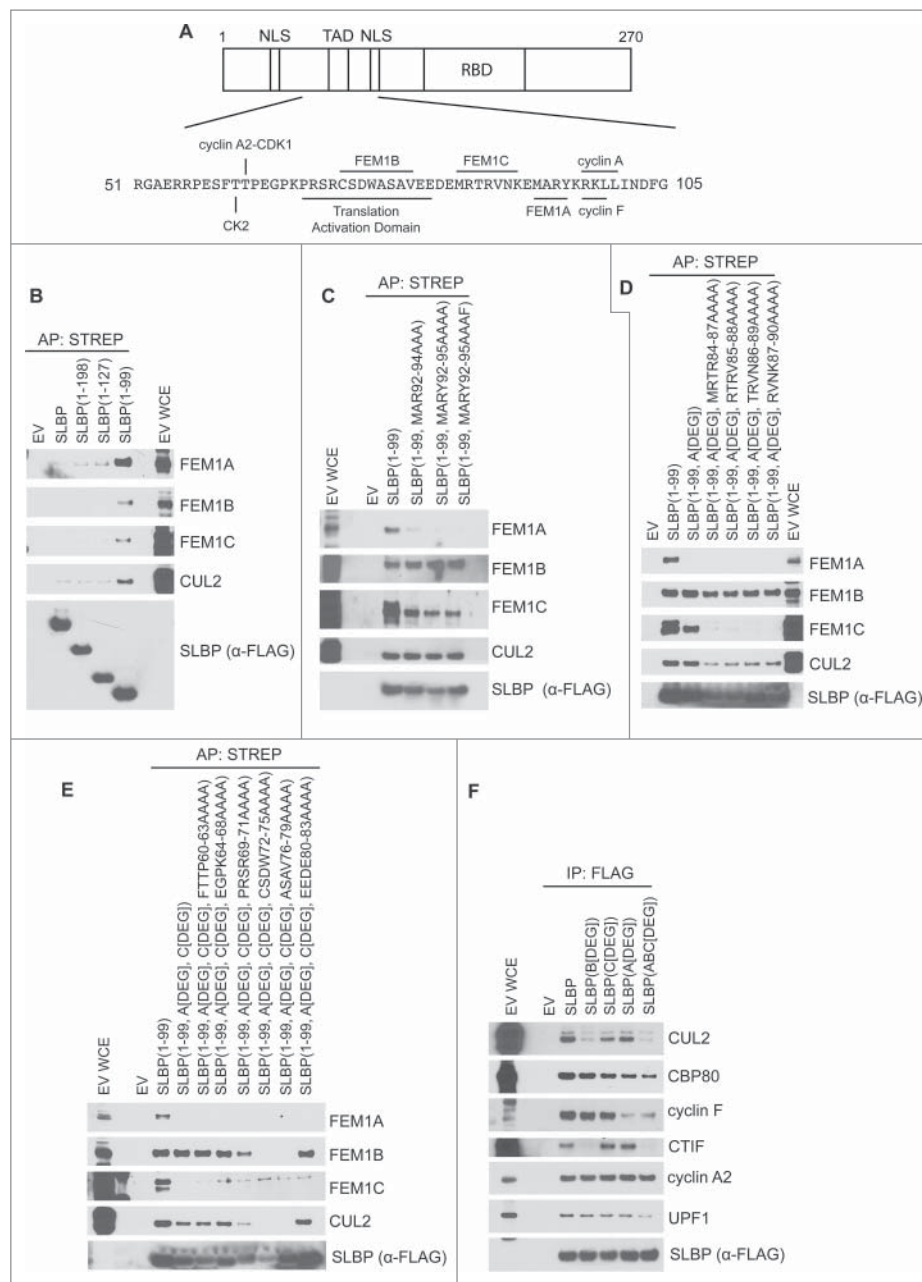 A
1 NLS TAD NLS 270
RBD
cyclin A2-CDK1
FEM1B FEM1C cyclin A
51 RGAERRPESFTTPEGPKPRSRCSDWASAVEEDEMRTRVNKEMARYKRKLLINDFG 105
CK2
Translation
Activation Domain
FEM1A cyclin F
B
AP: STREP
EV
SLBP
SLBP(1-198)
SLBP(1-127)
SLBP(1-99)
EV WCE
FEM1A
FEM1B
FEM1C
CUL2
SLBP (α-FLAG)
C
AP: STREP
EV WCE
EV
SLBP(1-99)
SLBP(1-99, MAR92-94AAA)
SLBP(1-99, MARY92-95AAAA)
SLBP(1-99, MARY92-95AAAF)
FEM1A
FEM1B
FEM1C
CUL2
SLBP (α-FLAG)
D
AP: STREP
EV
SLBP(1-99)
SLBP(1-99, A[DEG])
SLBP(1-99, A[DEG], MRTR84-87AAAA)
SLBP(1-99, A[DEG], RTRV85-88AAAA)
SLBP(1-99, A[DEG], TRVN86-89AAAA)
SLBP(1-99, A[DEG], RVNK87-90AAAA)
EV WCE
FEM1A
FEM1B
FEM1C
CUL2
SLBP (α-FLAG)
E
AP: STREP
EV WCE
EV
SLBP(1-99)
SLBP(1-99, A[DEG], C[DEG])
SLBP(1-99, A[DEG], C[DEG], FTTP60-63AAAA)
SLBP(1-99, A[DEG], C[DEG], EGPK64-68AAAA)
SLBP(1-99, A[DEG], C[DEG], PRSR69-71AAAA)
SLBP(1-99, A[DEG], C[DEG], CSDW72-75AAAA)
SLBP(1-99, A[DEG], C[DEG], ASAV76-79AAAA)
SLBP(1-99, A[DEG], C[DEG], EEDE80-83AAAA)
FEM1A
FEM1B
FEM1C
CUL2
SLBP (α-FLAG)
F
IP: FLAG
EV WCE
EV
SLBP
SLBP(B[DEG])
SLBP(C[DEG])
SLBP(A[DEG])
SLBP(ABC[DEG])
CUL2
CBP80
cyclin F
CTIF
cyclin A2
UPF1
SLBP (α-FLAG)